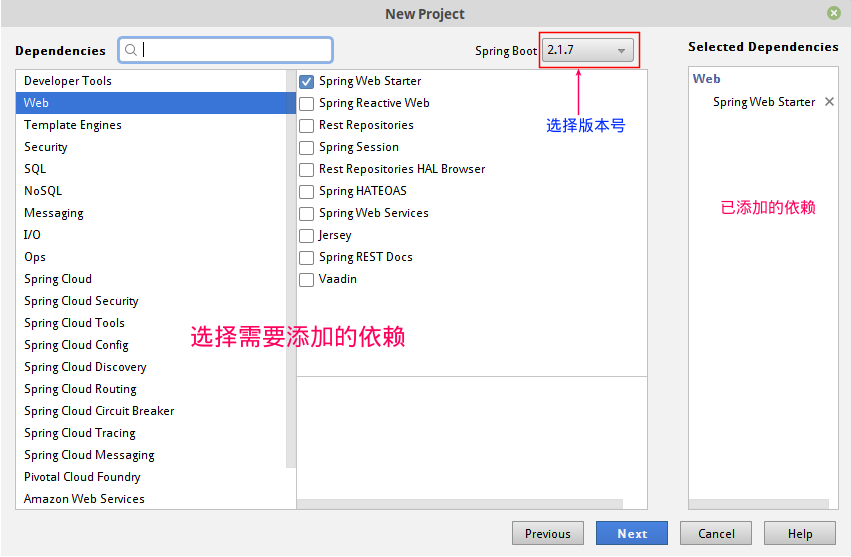 New Project
Dependencies
Spring Boot 2.1.7
Selected Dependencies
Developer Tools
Web
Template Engines
Security
SQL
NoSQL
Messaging
I/O
Ops
Spring Cloud
Spring Cloud Security
Spring Cloud Tools
Spring Cloud Config
Spring Cloud Discovery
Spring Cloud Routing
Spring Cloud Circuit Breaker
Spring Cloud Tracing
Spring Cloud Messaging
Pivotal Cloud Foundry
Amazon Web Services
Spring Web Starter
Spring Reactive Web
Rest Repositories
Spring Session
Rest Repositories HAL Browser
Spring HATEOAS
Spring Web Services
Jersey
Spring REST Docs
Vaadin
选择版本号
选择需要添加的依赖
Web
Spring Web Starter
已添加的依赖
Previous
Next
Cancel
Help